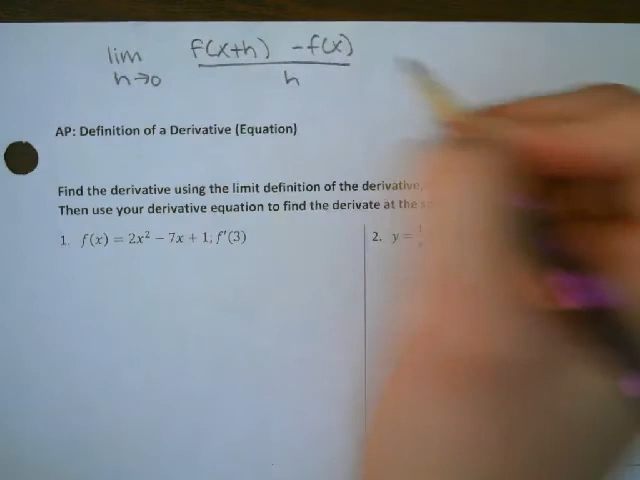 lim f(x+h) - f(x)
h→0 h
AP: Definition of a Derivative (Equation)
Find the derivative using the limit definition of the derivative,
Then use your derivative equation to find the derivate at the
1. f(x) = 2x² − 7x + 1; f′(3)
2. y =